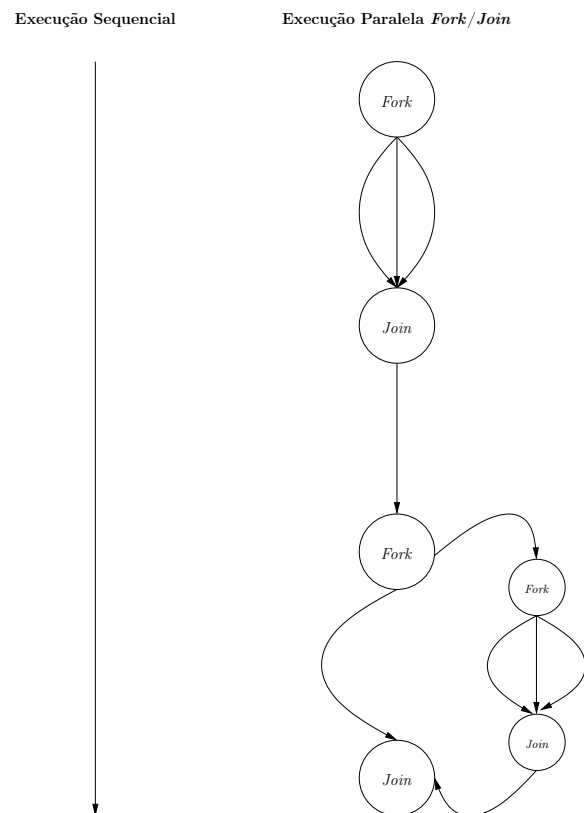 Execução Sequencial
Execução Paralela Fork/Join
Fork
Join
Fork
Fork
Join
Join